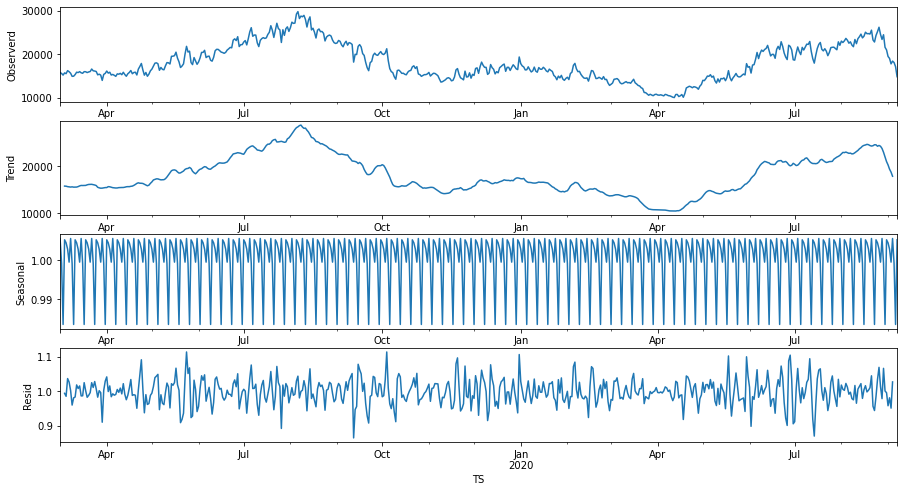 30000
20000
10000
Observerd
Apr Jul Oct Jan Apr Jul
20000
10000
Trend
Apr Jul Oct Jan Apr Jul
1.00
0.99
Seasonal
Apr Jul Oct Jan Apr Jul
1.1
1.0
0.9
Resid
Apr Jul Oct Jan Apr Jul
2020
TS